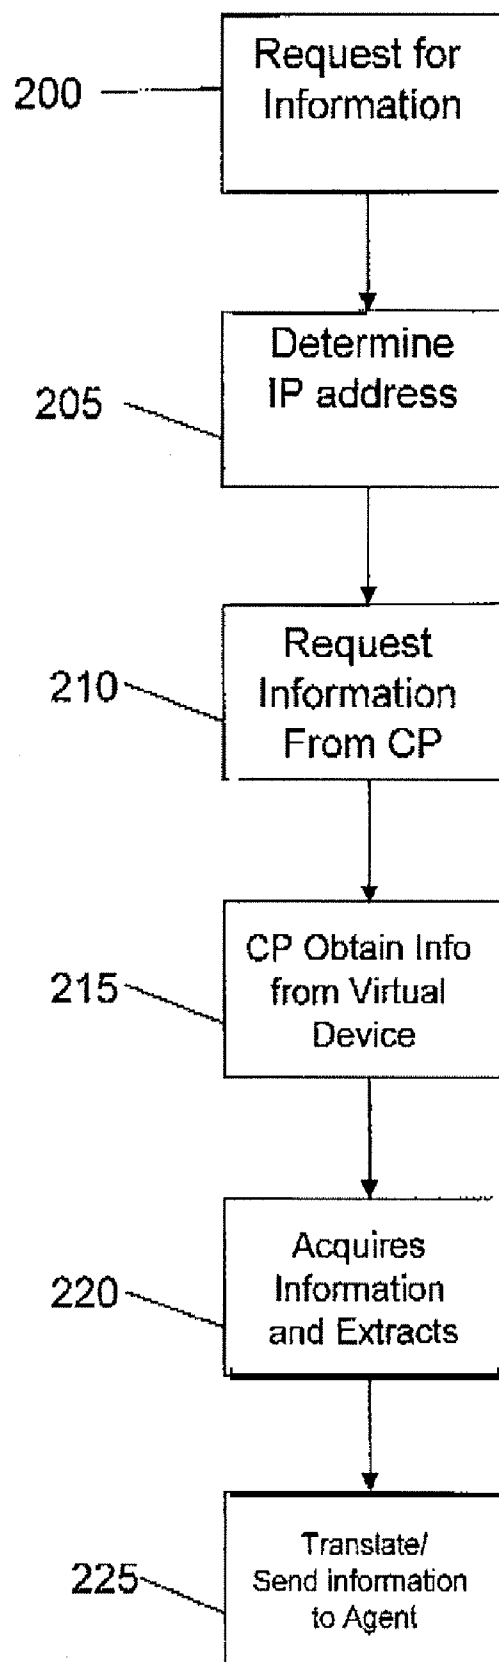 200
Request for
Information
205
Determine
IP address
210
Request
Information
From CP
215
CP Obtain Info
from Virtual
Device
220
Acquires
Information
and Extracts
225
Translate/
Send information
to Agent